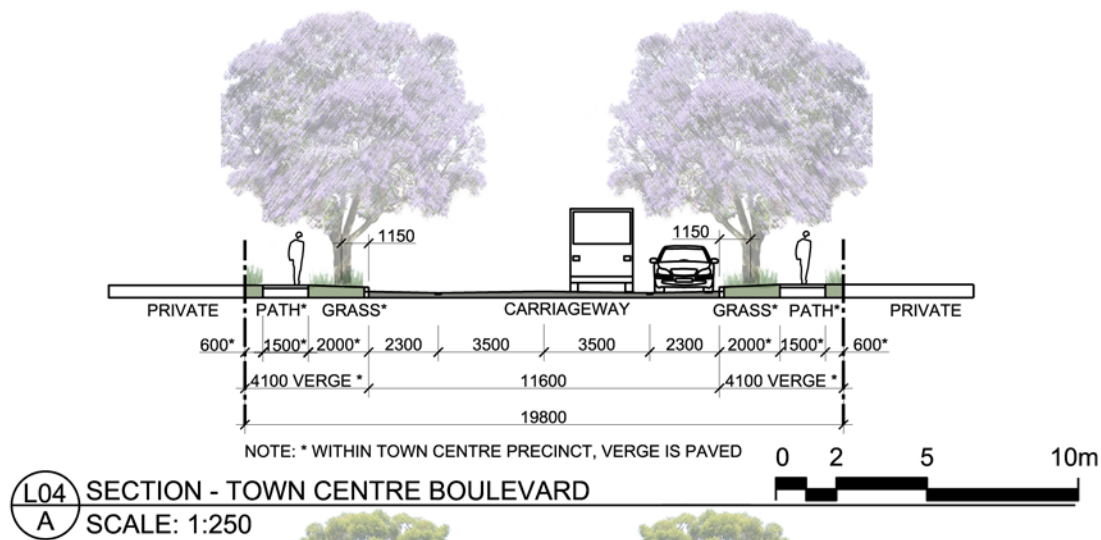 1150 1150
PRIVATE PATH* GRASS* CARRIAGEWAY GRASS* PATH* PRIVATE
600* 1500* 2000* 2300 3500 3500 2300 2000* 1500* 600*
4100 VERGE * 11600 4100 VERGE *
19800
NOTE: * WITHIN TOWN CENTRE PRECINCT, VERGE IS PAVED
0 2 5 10m
L04 SECTION - TOWN CENTRE BOULEVARD
A SCALE: 1:250